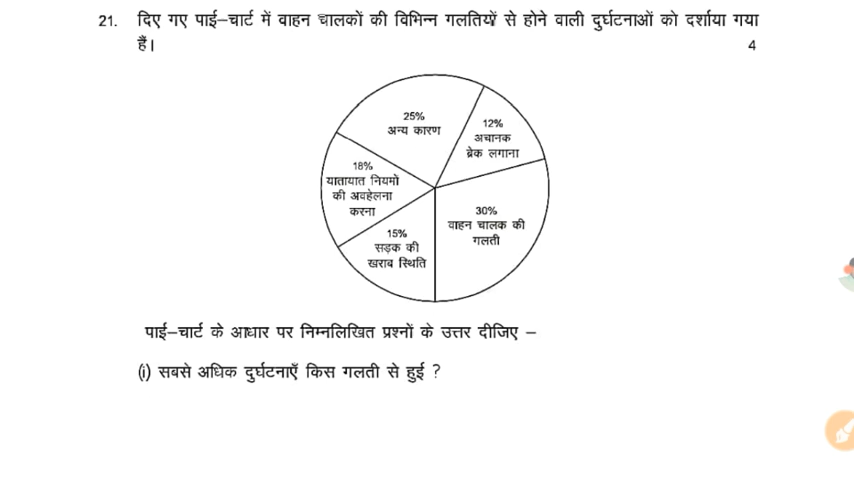 21. दिए गए पाई–चार्ट में वाहन चालकों की विभिन्न गलतियों से होने वाली दुर्घटनाओं को दर्शाया गया
हैं। 4
25%
अन्य कारण
12%
अचानक
ब्रेक लगाना
18%
यातायात नियमो
की अवहेलना
करना
30%
वाहन चालक की
गलती
15%
सड़क की
खराब स्थिति
पाई–चार्ट के आधार पर निम्नलिखित प्रश्नों के उत्तर दीजिए –
(i) सबसे अधिक दुर्घटनाएँ किस गलती से हुई ?